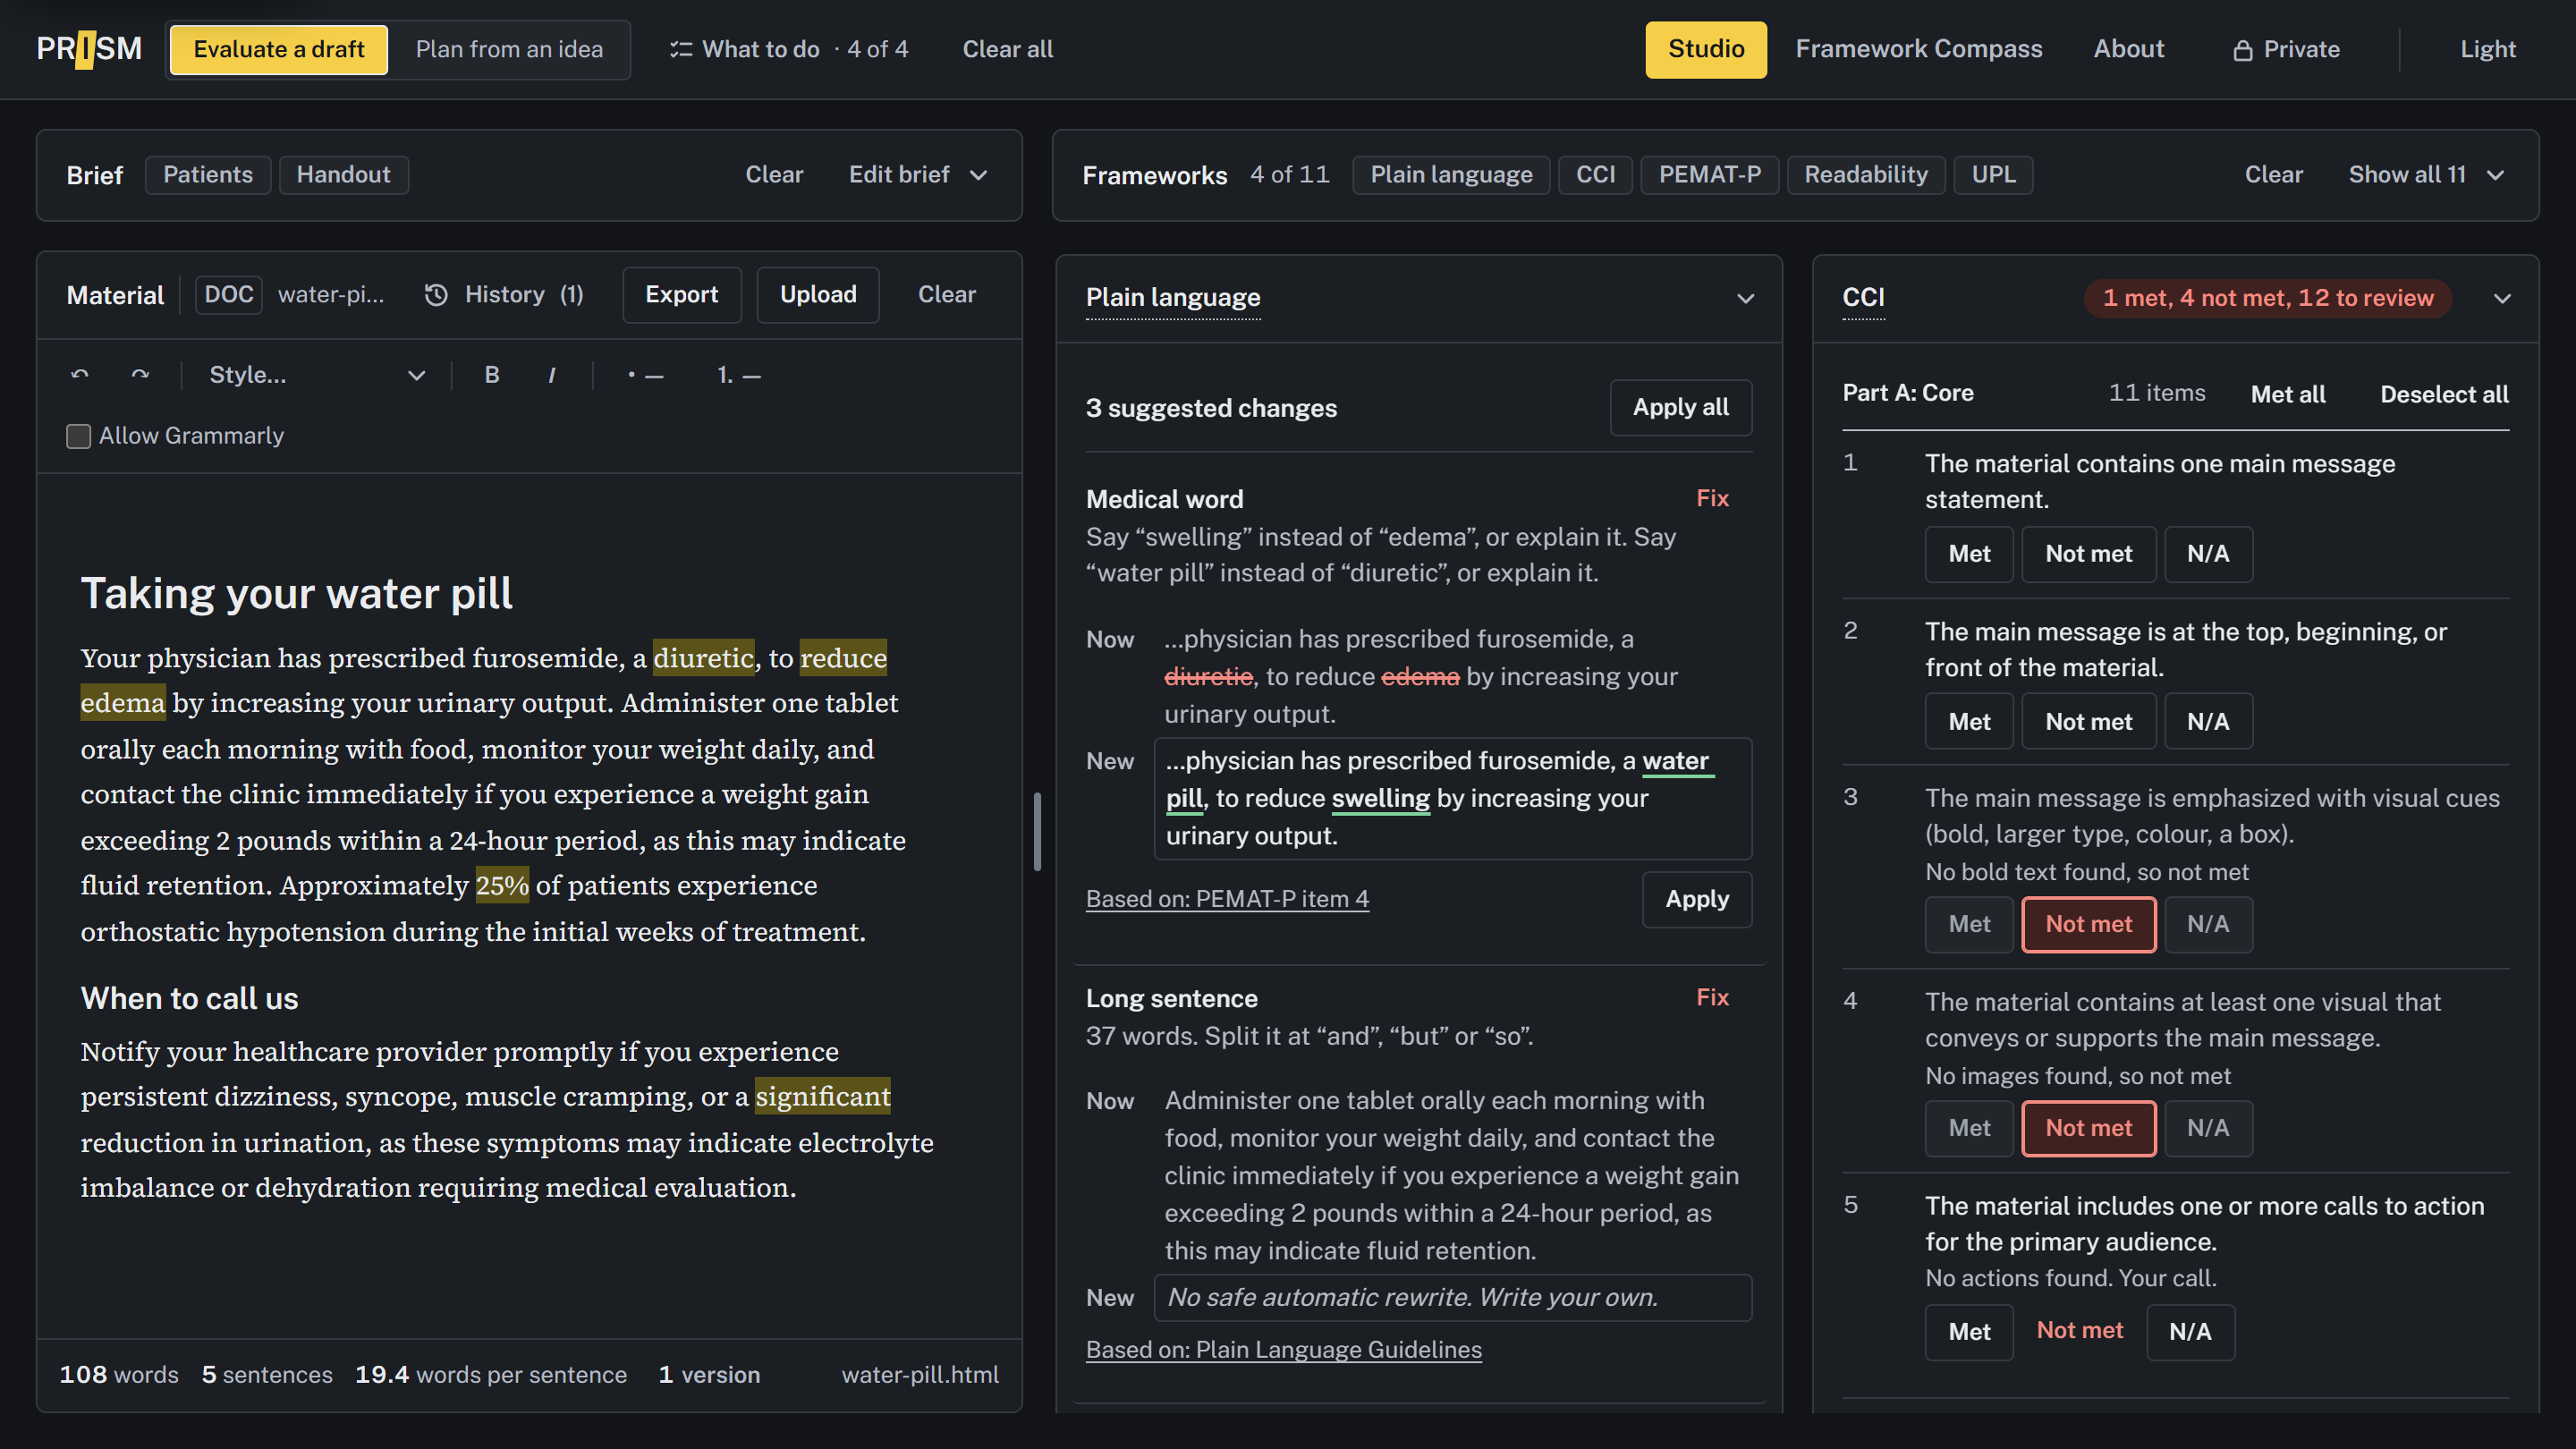 PRISM
Evaluate a draft
Plan from an idea
What to do · 4 of 4
Clear all
Studio
Framework Compass
About
Private
Light
Brief
Patients
Handout
Clear
Edit brief
Frameworks
4 of 11
Plain language
CCI
PEMAT-P
Readability
UPL
Clear
Show all 11
Material
DOC
water-pi...
History (1)
Export
Upload
Clear
Style...
B
I
• —
1. —
Allow Grammarly
Taking your water pill
Your physician has prescribed furosemide, a diuretic, to reduce
edema by increasing your urinary output. Administer one tablet
orally each morning with food, monitor your weight daily, and
contact the clinic immediately if you experience a weight gain
exceeding 2 pounds within a 24-hour period, as this may indicate
fluid retention. Approximately 25% of patients experience
orthostatic hypotension during the initial weeks of treatment.
When to call us
Notify your healthcare provider promptly if you experience
persistent dizziness, syncope, muscle cramping, or a significant
reduction in urination, as these symptoms may indicate electrolyte
imbalance or dehydration requiring medical evaluation.
108 words
5 sentences
19.4 words per sentence
1 version
water-pill.html
Plain language
3 suggested changes
Apply all
Medical word
Fix
Say “swelling” instead of “edema”, or explain it. Say
“water pill” instead of “diuretic”, or explain it.
Now
...physician has prescribed furosemide, a
diuretic, to reduce edema by increasing your
urinary output.
New
...physician has prescribed furosemide, a water
pill, to reduce swelling by increasing your
urinary output.
Based on: PEMAT-P item 4
Apply
Long sentence
Fix
37 words. Split it at “and”, “but” or “so”.
Now
Administer one tablet orally each morning with
food, monitor your weight daily, and contact the
clinic immediately if you experience a weight gain
exceeding 2 pounds within a 24-hour period, as
this may indicate fluid retention.
New
No safe automatic rewrite. Write your own.
Based on: Plain Language Guidelines
CCI
1 met, 4 not met, 12 to review
Part A: Core
11 items
Met all
Deselect all
1
The material contains one main message
statement.
Met
Not met
N/A
2
The main message is at the top, beginning, or
front of the material.
Met
Not met
N/A
3
The main message is emphasized with visual cues
(bold, larger type, colour, a box).
No bold text found, so not met
Met
Not met
N/A
4
The material contains at least one visual that
conveys or supports the main message.
No images found, so not met
Met
Not met
N/A
5
The material includes one or more calls to action
for the primary audience.
No actions found. Your call.
Met
Not met
N/A